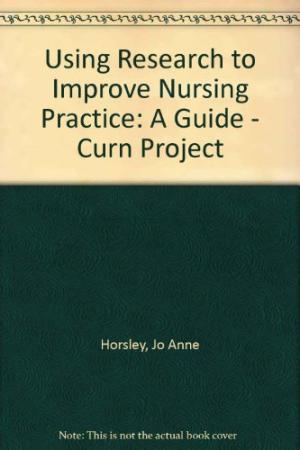 Using Research to
Improve Nursing
Practice: A Guide -
Curn Project
Horsley, Jo Anne
Note: This is not the actual book cover